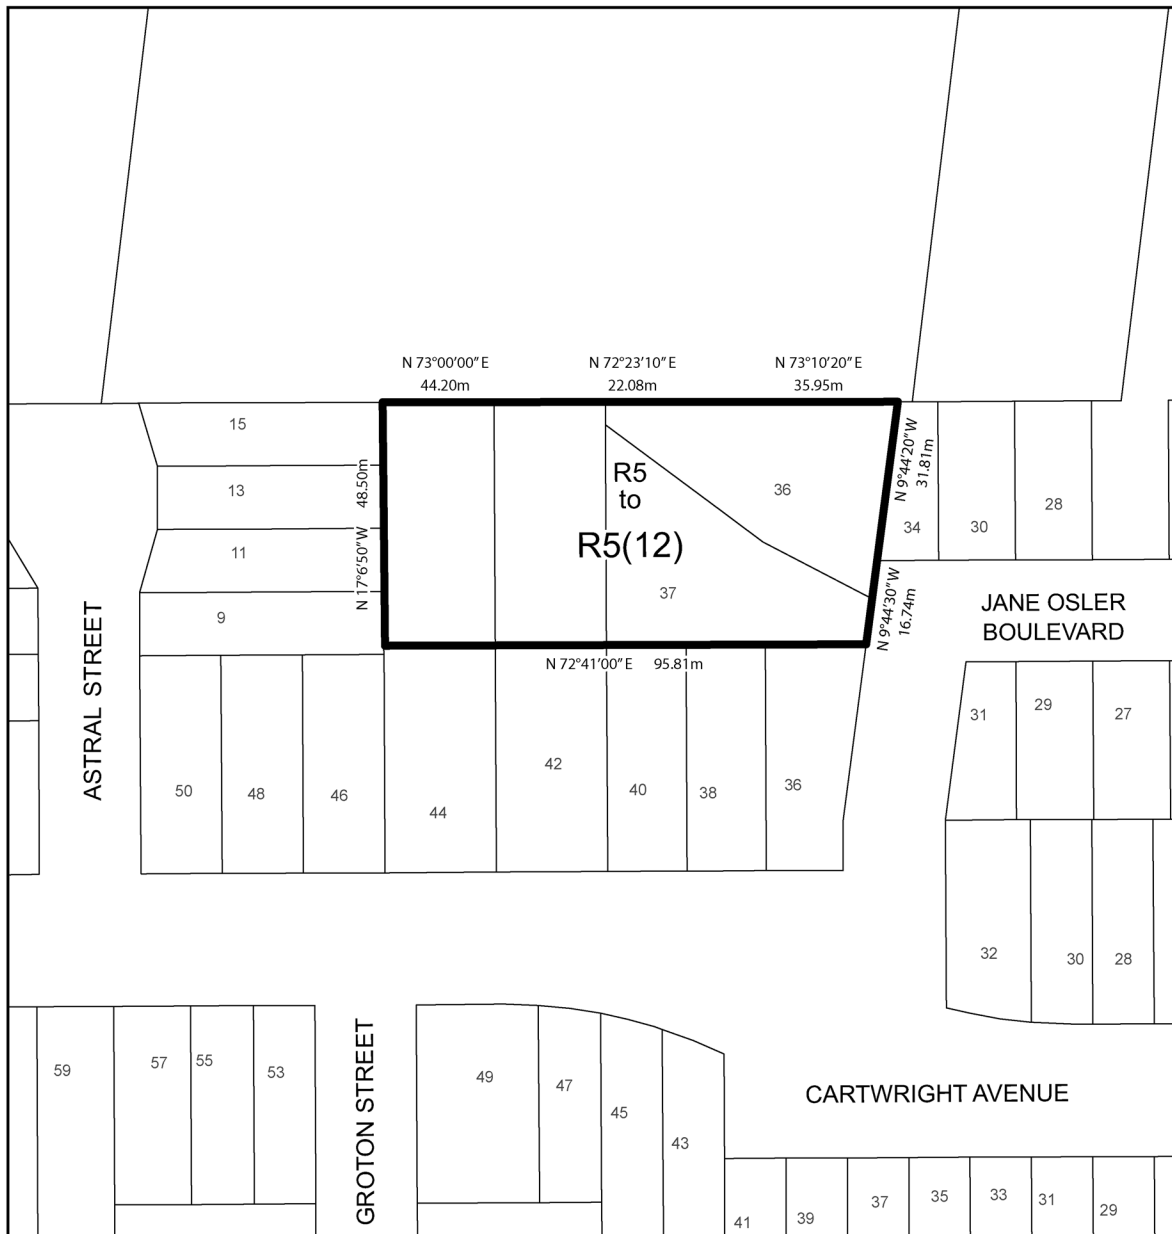 N 73°00'00" E
44.20m
N 72°23'10" E
22.08m
N 73°10'20" E
35.95m
15
13
11
9
48.50m
N 17°6'50" W
R5
to
R5(12)
36
37
N 9°44'20" W
31.81m
34
30
28
N 9°44'30" W
16.74m
N 72°41'00" E 95.81m
JANE OSLER
BOULEVARD
ASTRAL STREET
31
29
27
50
48
46
44
42
40
38
36
32
30
28
59
57
55
53
GROTON STREET
49
47
45
43
CARTWRIGHT AVENUE
41
39
37
35
33
31
29